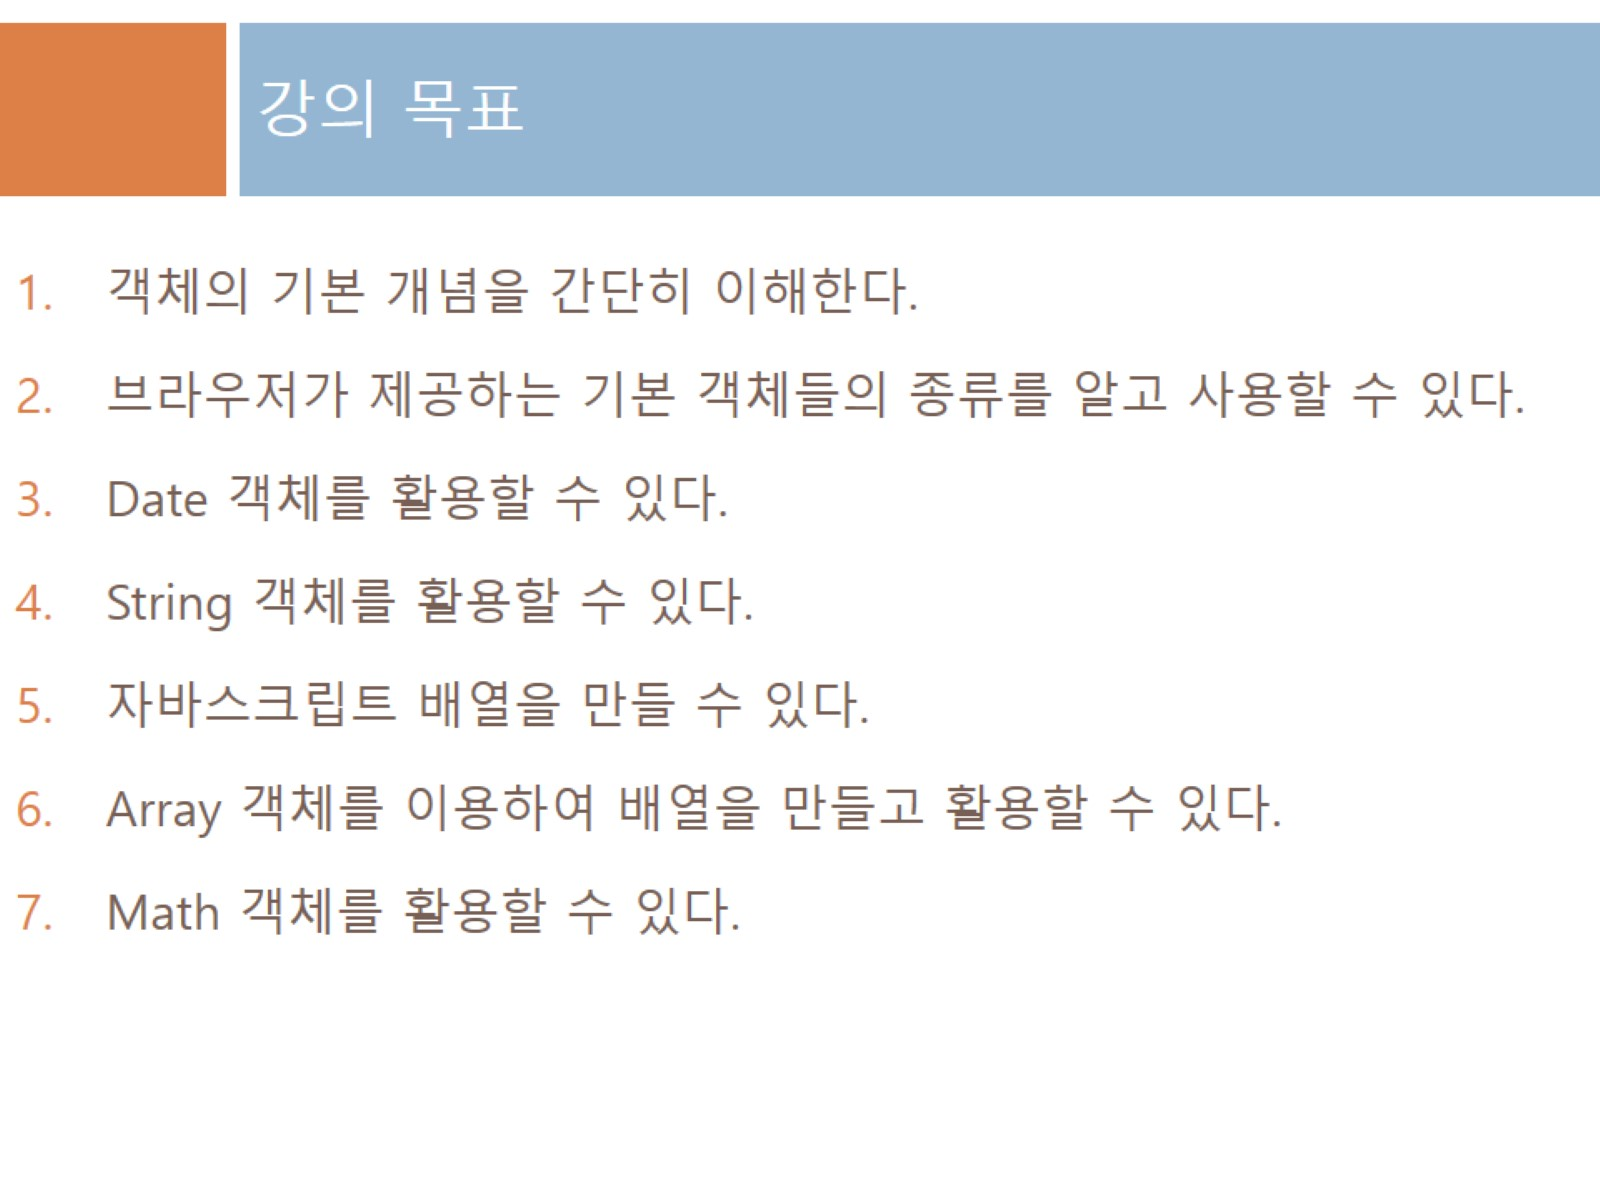 강의 목표
1. 객체의 기본 개념을 간단히 이해한다.
2. 브라우저가 제공하는 기본 객체들의 종류를 알고 사용할 수 있다.
3. Date 객체를 활용할 수 있다.
4. String 객체를 활용할 수 있다.
5. 자바스크립트 배열을 만들 수 있다.
6. Array 객체를 이용하여 배열을 만들고 활용할 수 있다.
7. Math 객체를 활용할 수 있다.